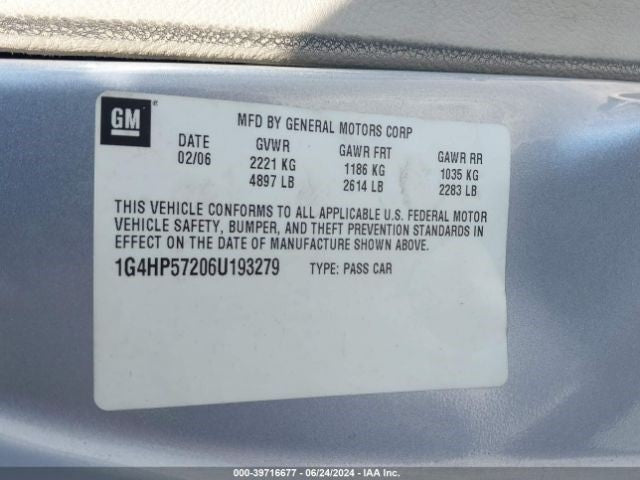 GM
MFD BY GENERAL MOTORS CORP
DATE GVWR GAWR FRT GAWR RR
02/06 2221 KG 1186 KG 1035 KG
4897 LB 2614 LB 2283 LB
THIS VEHICLE CONFORMS TO ALL APPLICABLE U.S. FEDERAL MOTOR
VEHICLE SAFETY, BUMPER, AND THEFT PREVENTION STANDARDS IN
EFFECT ON THE DATE OF MANUFACTURE SHOWN ABOVE.
1G4HP57206U193279 TYPE: PASS CAR
000-39716677 - 06/24/2024 - IAA Inc.